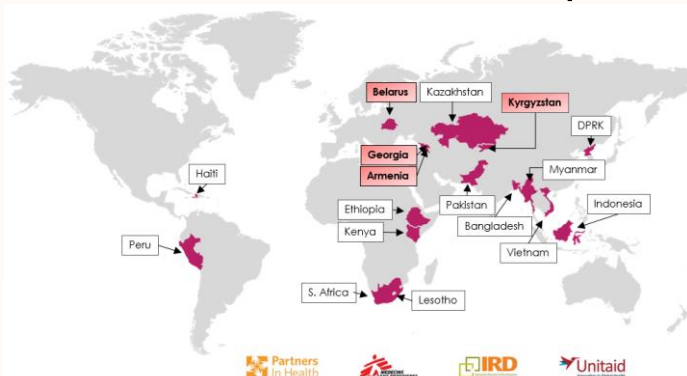 Belarus
Kazakhstan
Kyrgyzstan
DPRK
Georgia
Armenia
Myanmar
Haiti
Ethiopia
Pakistan
Indonesia
Bangladesh
Kenya
Peru
Vietnam
S. Africa
Lesotho
Partners
In Health
IRD
Unitaid